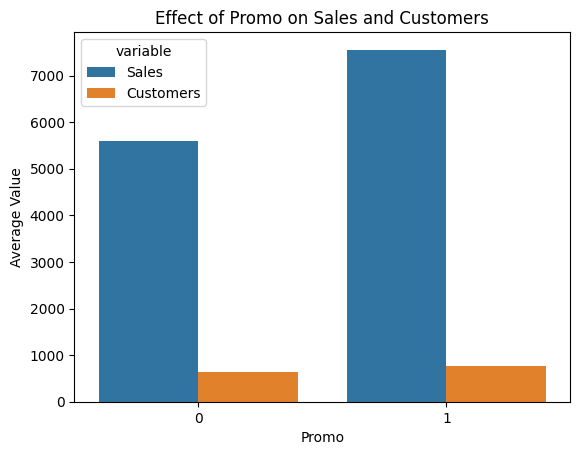 Effect of Promo on Sales and Customers
variable
Sales
Customers
Average Value
7000
6000
5000
4000
3000
2000
1000
0
0 1
Promo